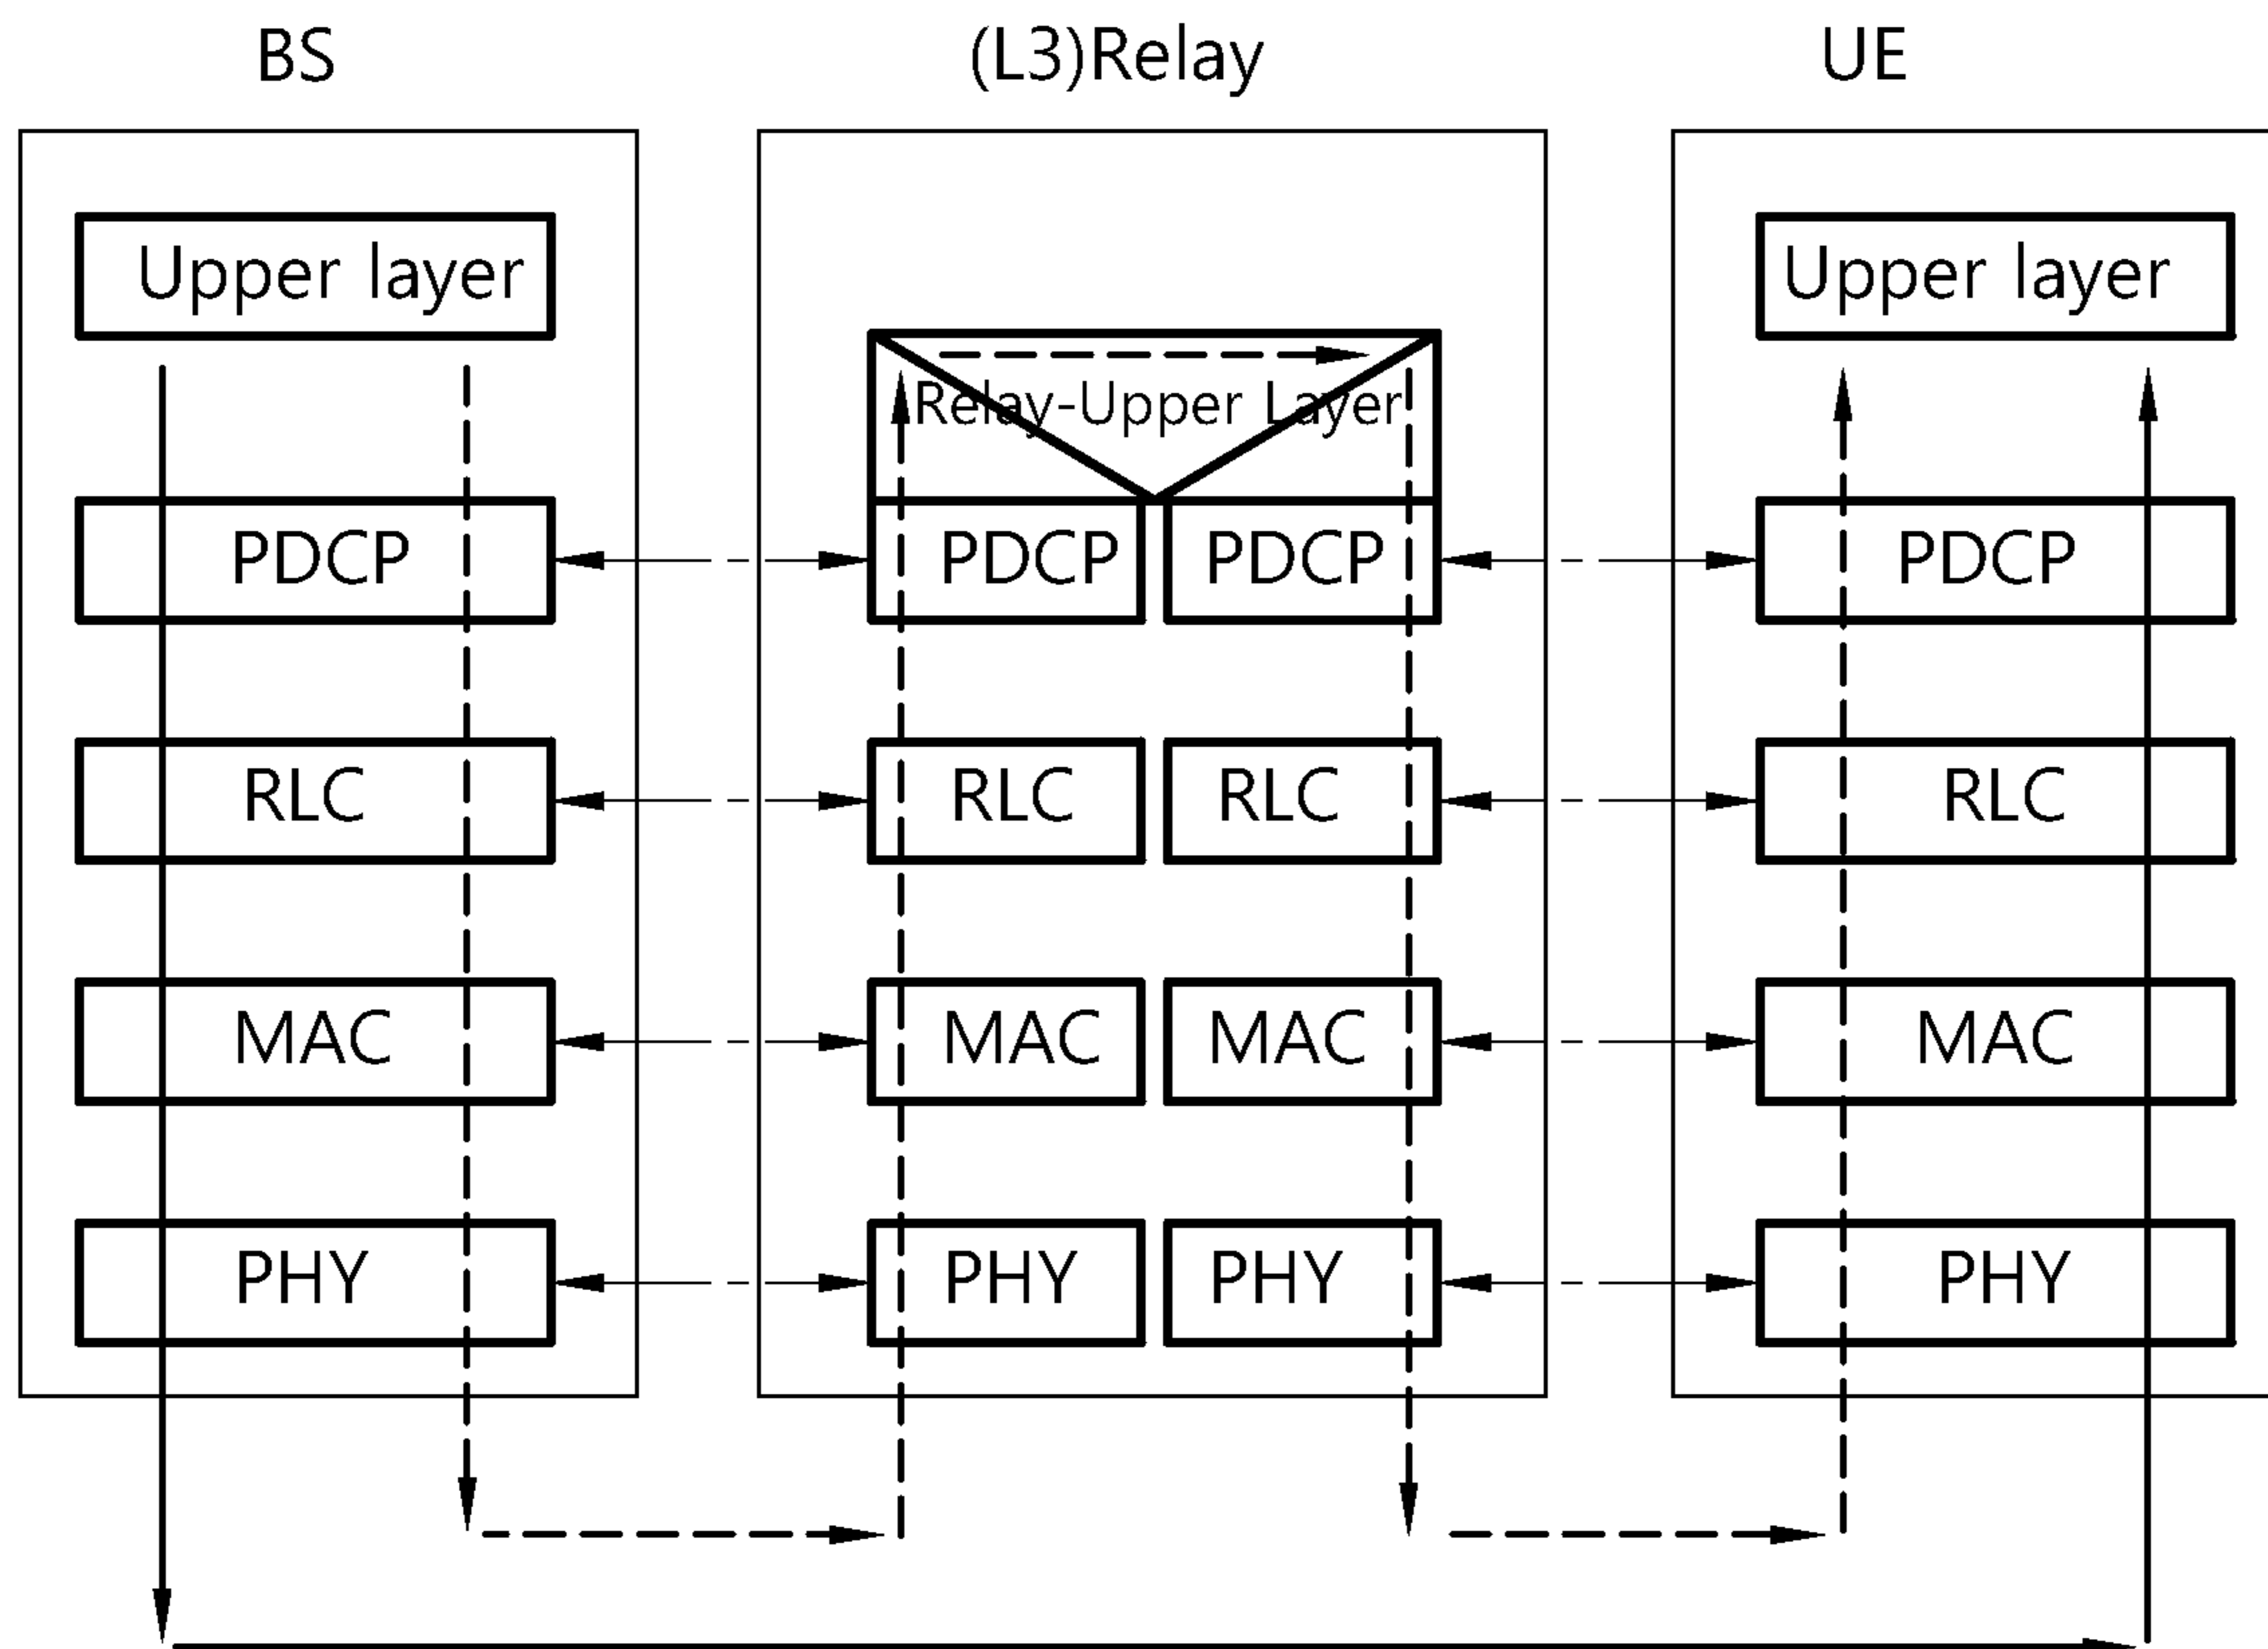 BS (L3)Relay UE
Upper layer Upper layer
Relay-Upper Layer
PDCP PDCP PDCP PDCP
RLC RLC RLC RLC
MAC MAC MAC MAC
PHY PHY PHY PHY